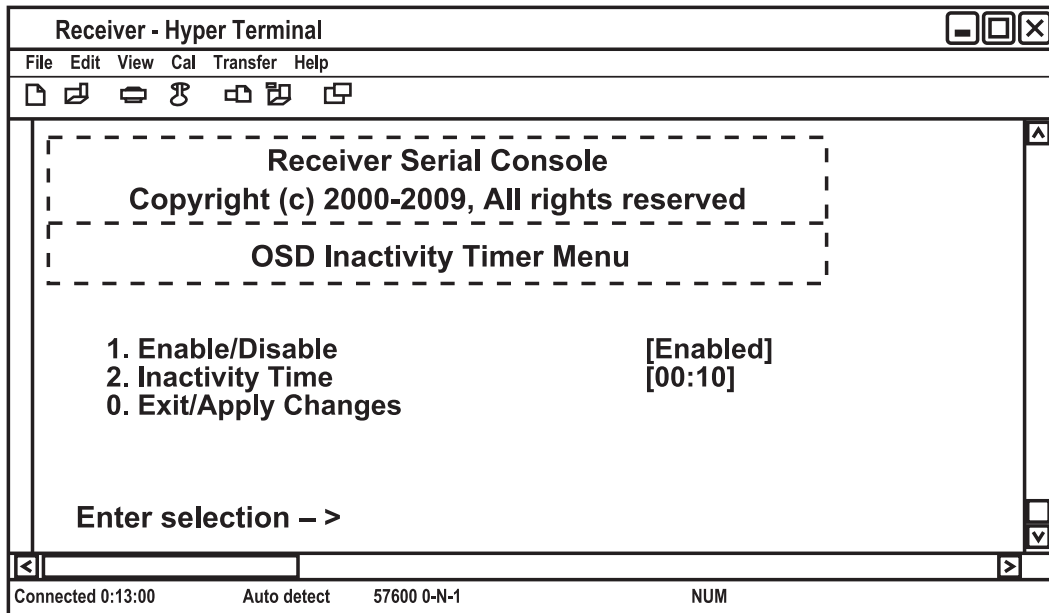 Receiver - Hyper Terminal
File Edit View Cal Transfer Help
Receiver Serial Console
Copyright (c) 2000-2009, All rights reserved
OSD Inactivity Timer Menu
1. Enable/Disable [Enabled]
2. Inactivity Time [00:10]
0. Exit/Apply Changes
Enter selection – >
Connected 0:13:00 Auto detect 57600 0-N-1 NUM